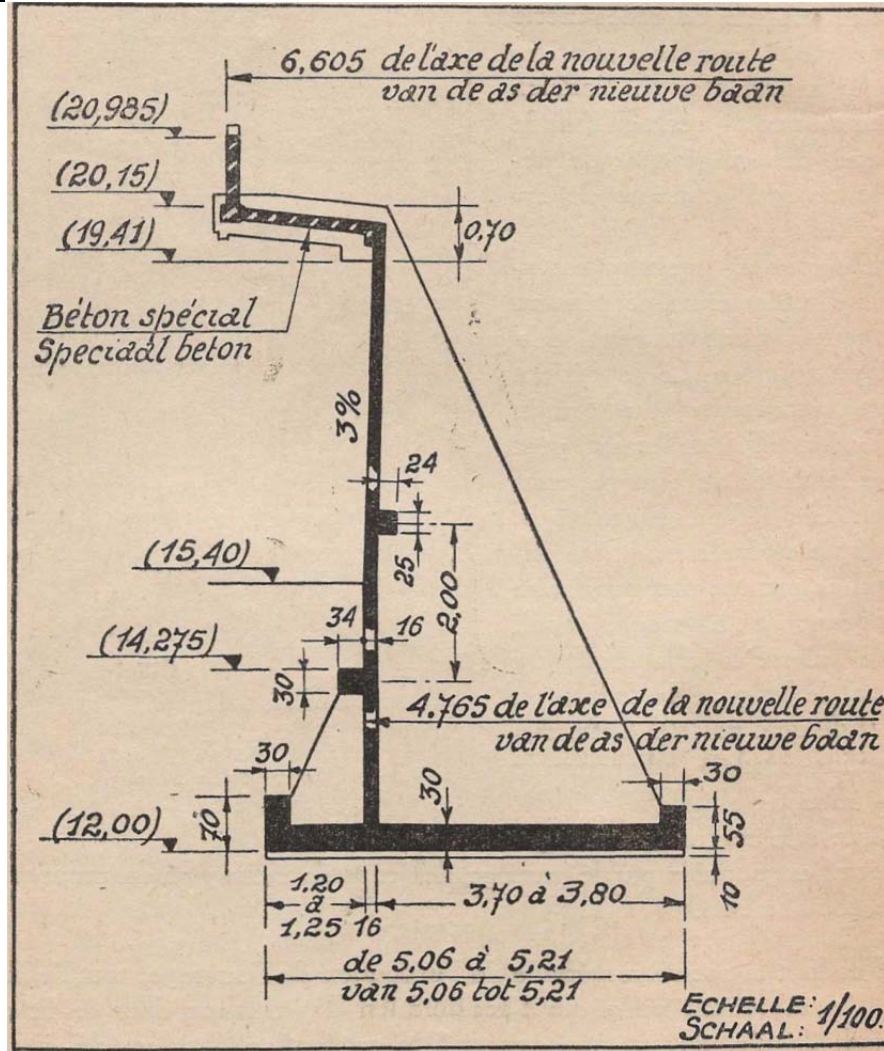 6,605 de l'axe de la nouvelle route
van de as der nieuwe baan
(20,985)
(20,15)
(19,41)
0,70
Béton spécial
Speciaal beton
3%
24
25
(15,40)
2,00
34
16
(14,275)
30
4.765 de l'axe de la nouvelle route
van de as der nieuwe baan
30
30
30
(12,00)
70
55
10
1.20
à
1,25
16
3,70 à 3,80
de 5,06 à 5,21
van 5,06 tot 5,21
ECHELLE:
SCHAAL:
1/100.